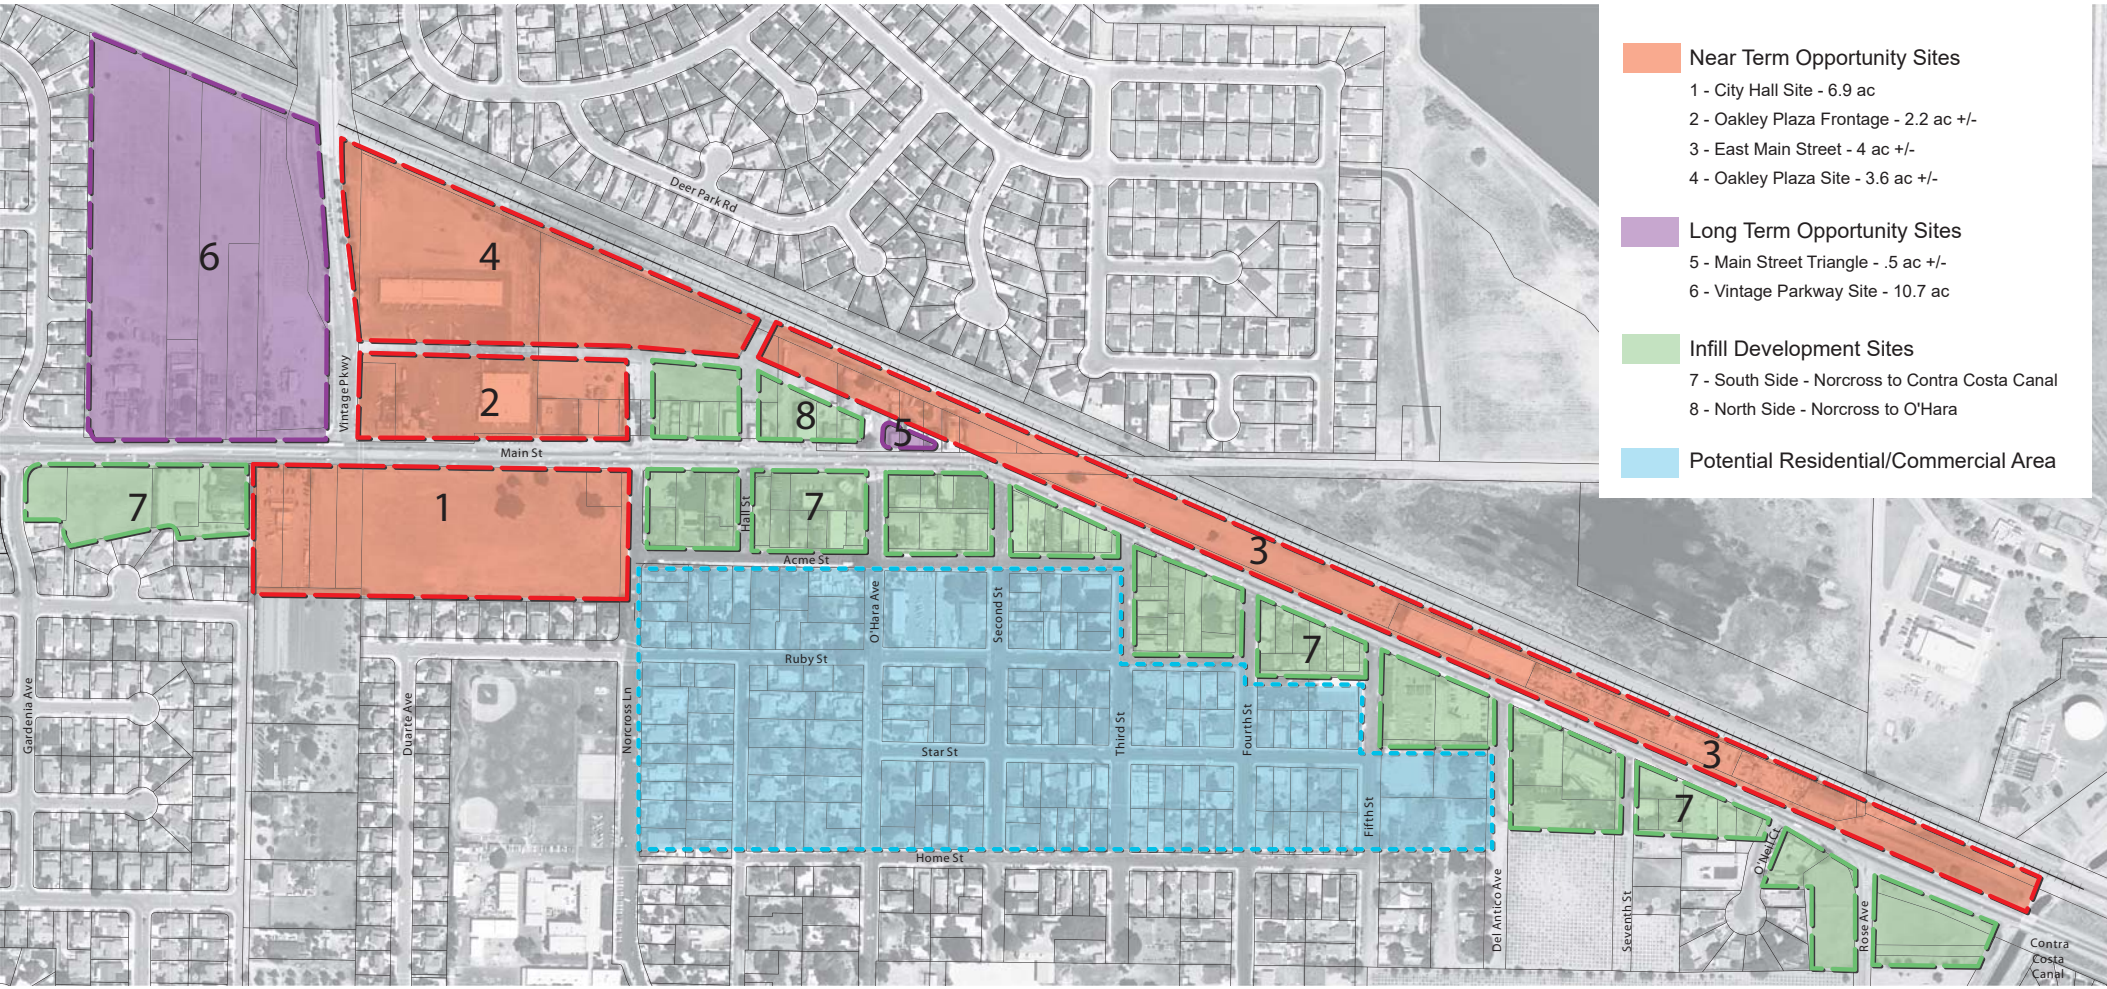 Near Term Opportunity Sites
1 - City Hall Site - 6.9 ac
2 - Oakley Plaza Frontage - 2.2 ac +/-
3 - East Main Street - 4 ac +/-
4 - Oakley Plaza Site - 3.6 ac +/-
Long Term Opportunity Sites
5 - Main Street Triangle - .5 ac +/-
6 - Vintage Parkway Site - 10.7 ac
Infill Development Sites
7 - South Side - Norcross to Contra Costa Canal
8 - North Side - Norcross to O'Hara
Potential Residential/Commercial Area
Deer Park Rd
6
4
Vintage Pkwy
2
8
5
Main St
7
1
Hall St
7
3
Acme St
O'Hara Ave
Second St
Ruby St
7
Gardenia Ave
Duarte Ave
Norcross Ln
Third St
Fourth St
Star St
3
7
Fifth St
O'Neil Ct
Home St
Del Antico Ave
Seventh St
Rose Ave
Contra
Costa
Canal